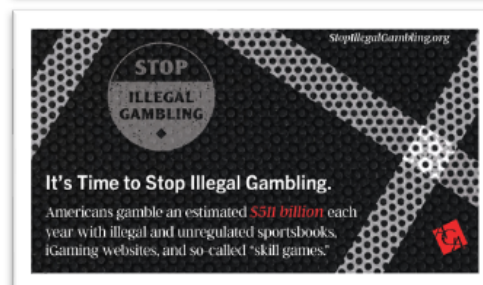 StopIllegalGambling.org
STOP
ILLEGAL
GAMBLING
It's Time to Stop Illegal Gambling.
Americans gamble an estimated $511 billion each
year with illegal and unregulated sportsbooks,
iGaming websites, and so-called "skill games."
AGA